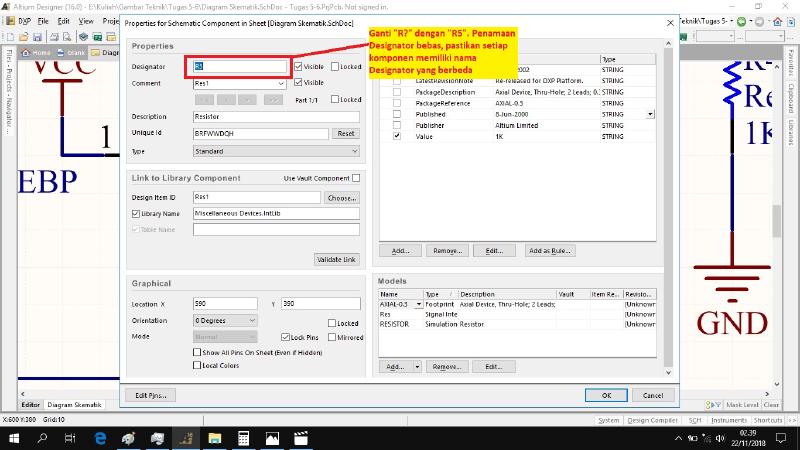 Altium Designer (16.0) - E:\Kuliah\Gambar Teknik\Tugas 5-6\Diagram Skematik.SchDoc - Tugas 5-6.PrjPcb. Not signed in.
DXP
File
Home
Blank
Properties for Schematic Component in Sheet [Diagram Skematik.SchDoc]
Ganti "R?" dengan "R5". Penamaan
Designator bebas, pastikan setiap
komponen memiliki nama
Designator yang berbeda
Properties
Designator
R5
Visible
Locked
Comment
Res1
Visible
<<
<
>
>>
Part 1/1
Locked
Description
Resistor
Unique Id
BRFWWDQH
Reset
Type
Standard
Link to Library Component
Use Vault Component
Design Item ID
Res1
Choose...
Library Name
Miscellaneous Devices.IntLib
Table Name
Validate Link
Graphical
Location X
590
Y
390
Orientation
0 Degrees
Locked
Mode
Normal
Lock Pins
Mirrored
Show All Pins On Sheet (Even if Hidden)
Local Colors
Type
2002
STRING
LatestRevisionNote
Re-released for DXP Platform.
STRING
PackageDescription
Axial Device, Thru-Hole; 2 Leads; 0.
STRING
PackageReference
AXIAL-0.5
STRING
Published
8-Jun-2000
STRING
Publisher
Altium Limited
STRING
Value
1K
STRING
Add...
Remove...
Edit...
Add as Rule...
Models
Name
Type
Description
Vault
Item Re...
Revisio...
AXIAL-0.5
Footprint
Axial Device, Thru-Hole; 2 Leads;
[Unknown
Res
Signal Inte
[Unknown
RESISTOR
Simulation
Resistor
[Unknown
Add...
Remove...
Edit...
Edit Pins...
OK
Cancel
VCC
1
EBP
R
Re
1K
GND
Files
Projects
Navigator
Favorites
Clipboard
Libraries
Editor
Diagram Skematik
Mask Level
Clear
X:600 Y:380
Grid:10
System
Design Compiler
SCH
Instruments
Shortcuts
>>
02.39
22/11/2018